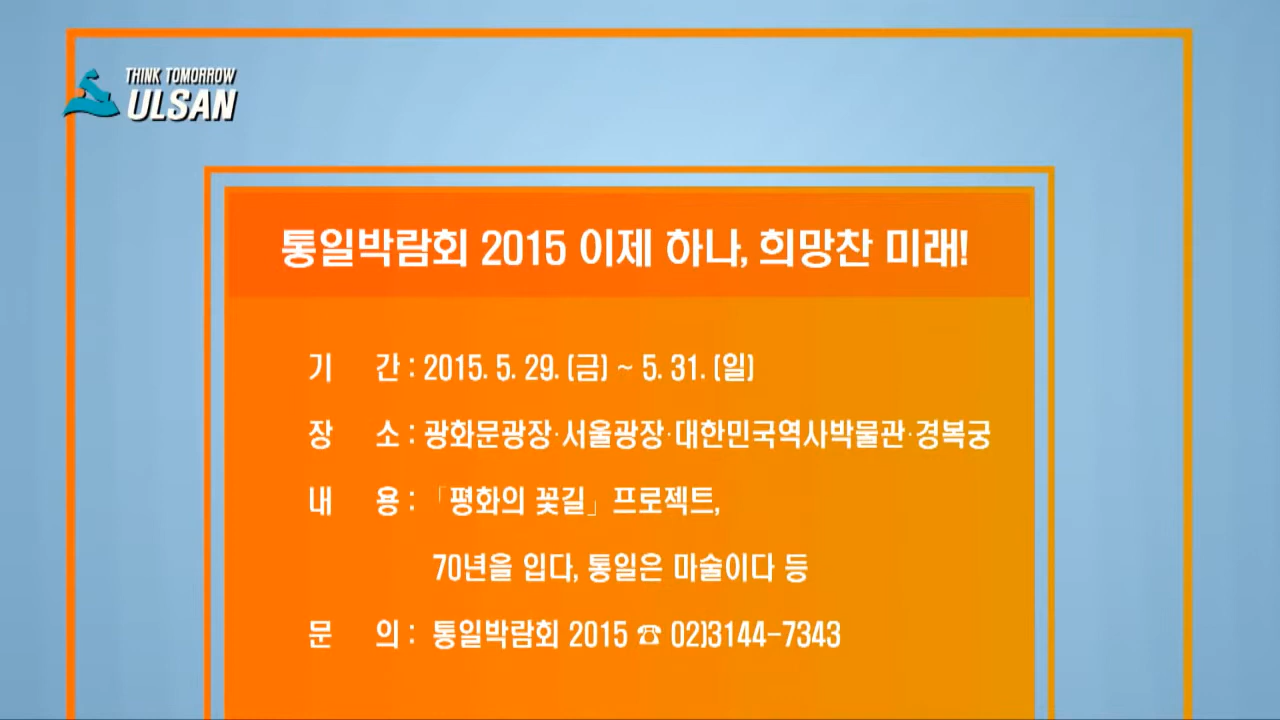 THINK TOMORROW
ULSAN
통일박람회 2015 이제 하나, 희망찬 미래!
기 간 : 2015. 5. 29. (금) ~ 5. 31. (일)
장 소 : 광화문광장·서울광장·대한민국역사박물관·경복궁
내 용 : 「평화의 꽃길」 프로젝트,
70년을 입다, 통일은 마술이다 등
문 의 : 통일박람회 2015 ☎ 02)3144-7343